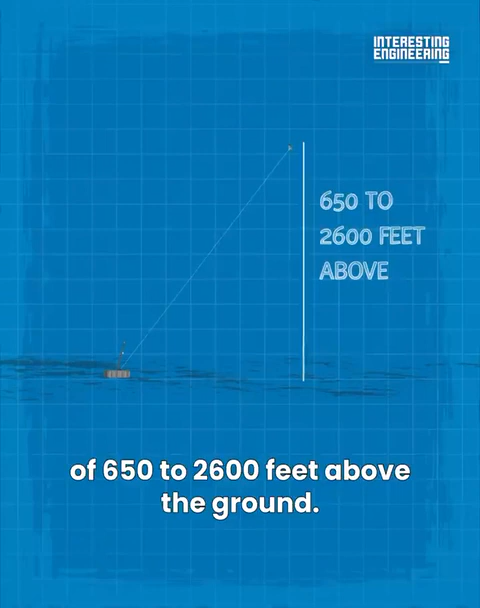 INTERESTING
ENGINEERING
650 TO
2600 FEET
ABOVE
of 650 to 2600 feet above
the ground.